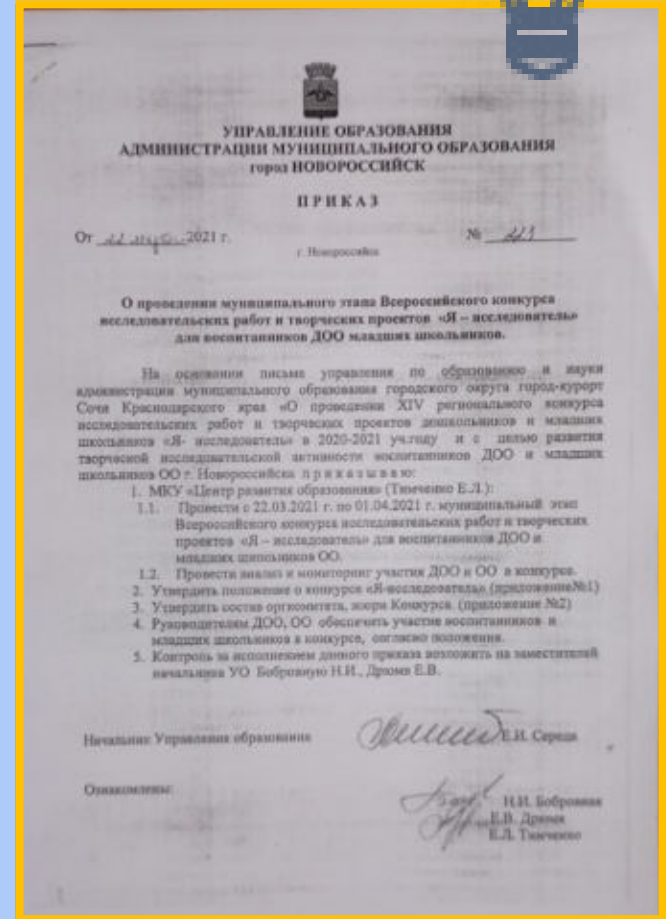 УПРАВЛЕНИЕ ОБРАЗОВАНИЯ
АДМИНИСТРАЦИИ МУНИЦИПАЛЬНОГО ОБРАЗОВАНИЯ
город НОВОРОССИЙСК
ПРИКАЗ
От 2021 г. №
г. Новороссийск
О проведении муниципального этапа Всероссийского конкурса
исследовательских работ и творческих проектов «Я – исследователь»
для воспитанников ДОО младших школьников.
На основании письма управления по образованию и науки
администрации муниципального образования городского округа город-курорт
Сочи Краснодарского края «О проведении XIV регионального конкурса
исследовательских работ и творческих проектов дошкольников и младших
школьников «Я- исследователь» в 2020-2021 уч.году и с целью развития
творческой исследовательской активности воспитанников ДОО и младших
школьников ОО г. Новороссийска п р и к а з ы в а ю:
1. МКУ «Центр развития образования» (Тимченко Е.Л.):
1.1. Провести с 22.03.2021 г. по 01.04.2021 г. муниципальный этап
Всероссийского конкурса исследовательских работ и творческих
проектов «Я – исследователь» для воспитанников ДОО и
младших школьников ОО.
1.2. Провести анализ и мониторинг участия ДОО и ОО в конкурсе.
2. Утвердить положение о конкурсе «Я-исследователь» (приложение№1)
3. Утвердить состав оргкомитета, жюри Конкурса. (приложение №2)
4. Руководителям ДОО, ОО обеспечить участие воспитанников и
младших школьников в конкурсе, согласно положения.
5. Контроль за исполнением данного приказа возложить на заместителей
начальника УО Бобровную Н.И., Дрюмя Е.В.
Начальник Управления образования Е.И. Середа
Ознакомлены:
Н.И. Бобровная
Е.В. Дрюмя
Е.Л. Тимченко